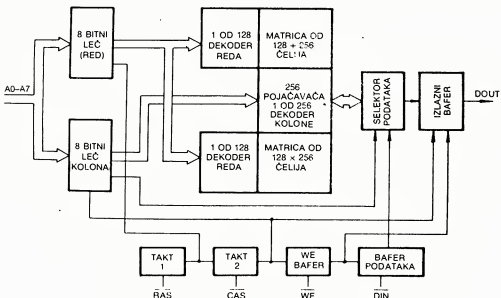 A0-A7
8 BITNI
LEČ
(RED)
1 OD 128
DEKODER
REDA
MATRICA OD
128 + 256
ĆELIJA
256
POJAČAVAČA
1 OD 256
DEKODER
KOLONE
8 BITNI
LEČ
KOLONA
1 OD 128
DEKODER
REDA
MATRICA OD
128 × 256
ĆELIJA
SELEKTOR
PODATAKA
IZLAZNI
BAFER
DOUT
TAKT
1
TAKT
2
WE
BAFER
BAFER
PODATAKA
RAS
CAS
WE
DIN